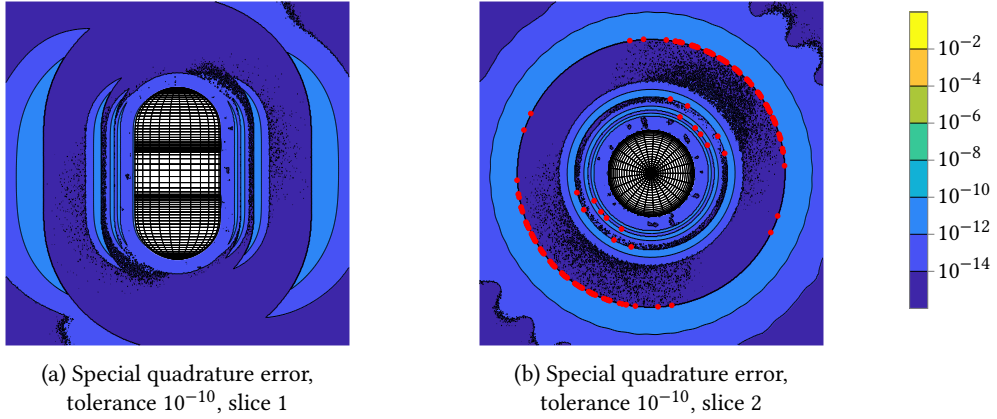 10⁻²
10⁻⁴
10⁻⁶
10⁻⁸
10⁻¹⁰
10⁻¹²
10⁻¹⁴
(a) Special quadrature error,
tolerance 10⁻¹⁰, slice 1
(b) Special quadrature error,
tolerance 10⁻¹⁰, slice 2